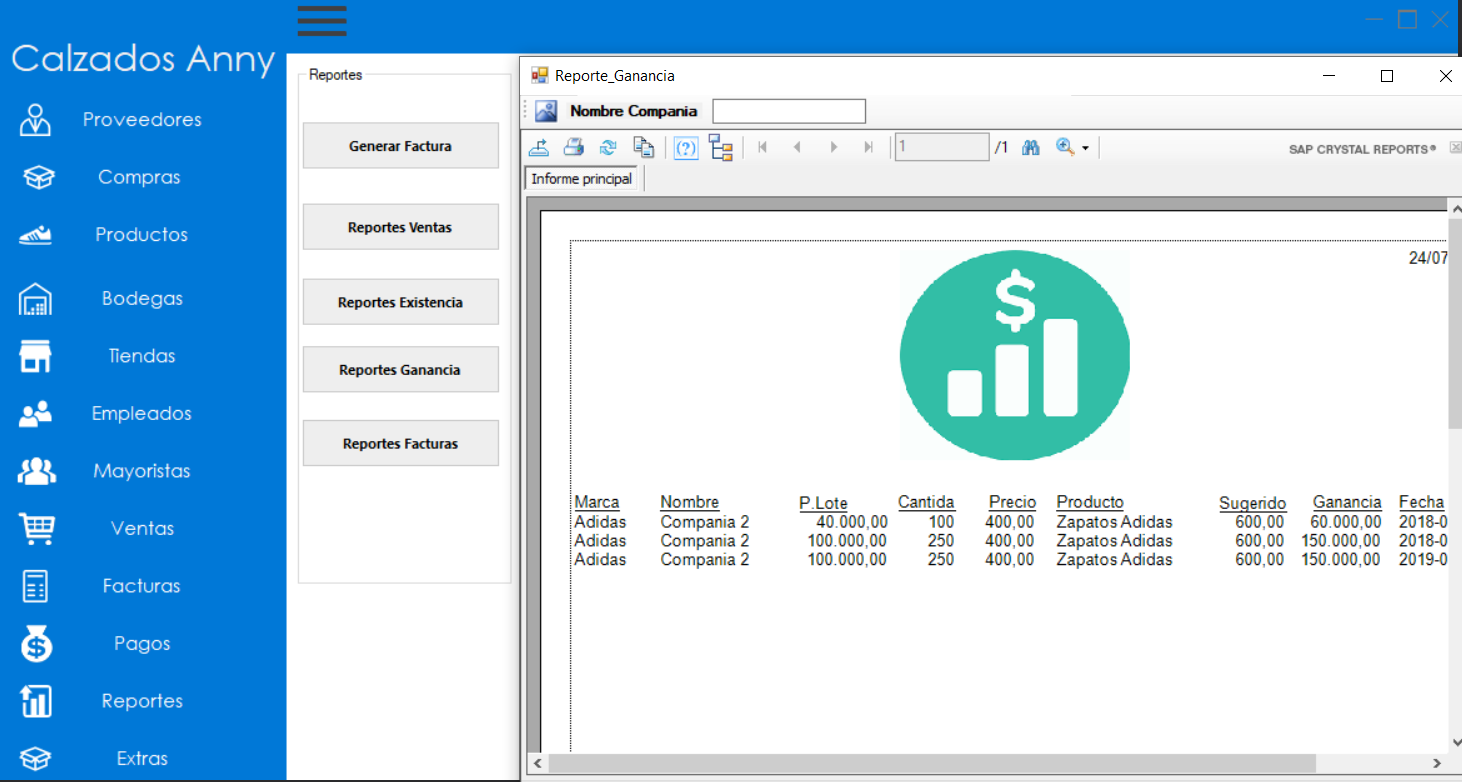 Calzados Anny
Proveedores
Compras
Productos
Bodegas
Tiendas
Empleados
Mayoristas
Ventas
Facturas
Pagos
Reportes
Extras
Reportes
Generar Factura
Reportes Ventas
Reportes Existencia
Reportes Ganancia
Reportes Facturas
Reporte_Ganancia
Nombre Compania
1 /1 SAP CRYSTAL REPORTS®
Informe principal
24/07
$
Marca Nombre P.Lote Cantida Precio Producto Sugerido Ganancia Fecha
Adidas Compania 2 40.000,00 100 400,00 Zapatos Adidas 600,00 60.000,00 2018-0
Adidas Compania 2 100.000,00 250 400,00 Zapatos Adidas 600,00 150.000,00 2018-0
Adidas Compania 2 100.000,00 250 400,00 Zapatos Adidas 600,00 150.000,00 2019-0